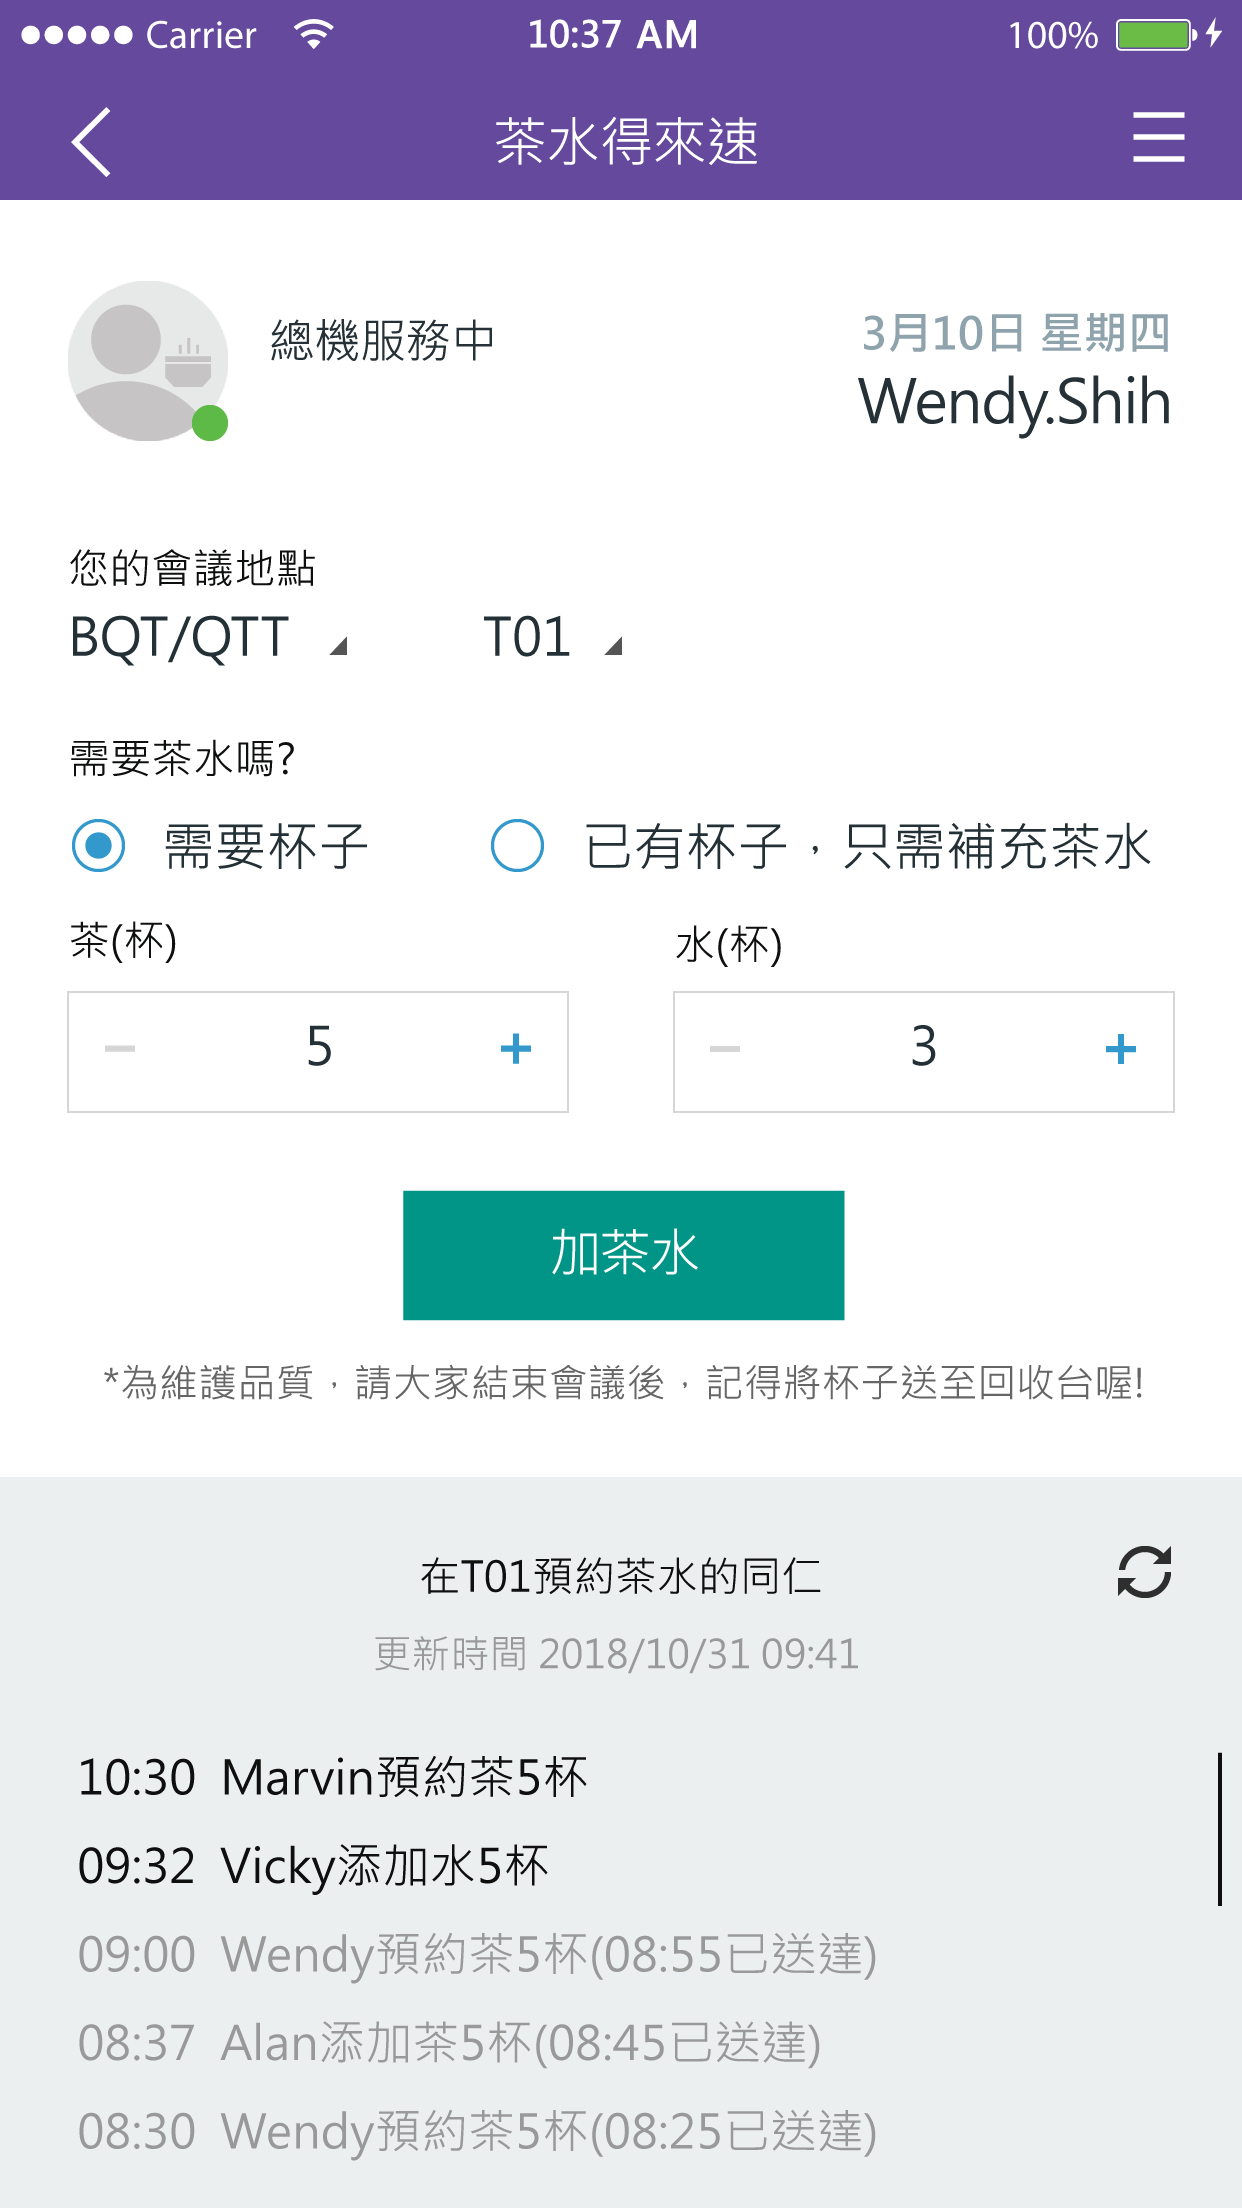 Carrier 10:37 AM 100%
茶水得來速
總機服務中
3月10日 星期四
Wendy.Shih
您的會議地點
BQT/QTT T01
需要茶水嗎?
需要杯子 已有杯子，只需補充茶水
茶(杯) 水(杯)
− 5 + − 3 +
加茶水
*為維護品質，請大家結束會議後，記得將杯子送至回收台喔!
在T01預約茶水的同仁
更新時間 2018/10/31 09:41
10:30 Marvin預約茶5杯
09:32 Vicky添加水5杯
09:00 Wendy預約茶5杯(08:55已送達)
08:37 Alan添加茶5杯(08:45已送達)
08:30 Wendy預約茶5杯(08:25已送達)